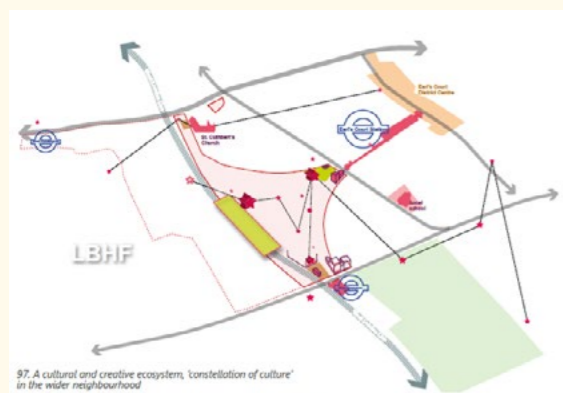 Earl's Court
District Centre
Earl's Court Station
St. Cuthbert's
Church
LBHF
97. A cultural and creative ecosystem, 'constellation of culture'
in the wider neighbourhood